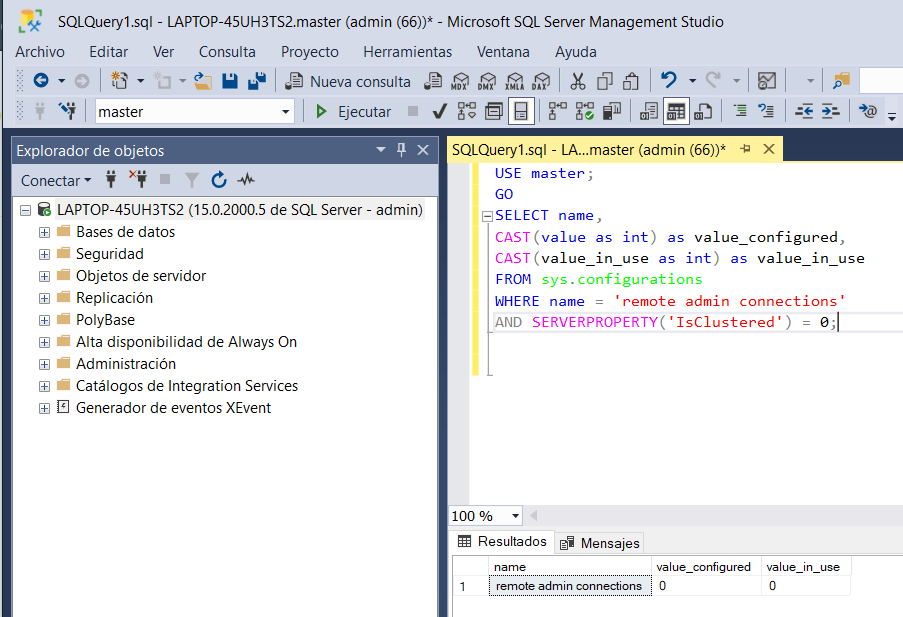 SQLQuery1.sql - LAPTOP-45UH3TS2.master (admin (66))* - Microsoft SQL Server Management Studio
Archivo Editar Ver Consulta Proyecto Herramientas Ventana Ayuda
Nueva consulta MDX DMX XMLA DAX
master Ejecutar
Explorador de objetos
Conectar
LAPTOP-45UH3TS2 (15.0.2000.5 de SQL Server - admin)
Bases de datos
Seguridad
Objetos de servidor
Replicación
PolyBase
Alta disponibilidad de Always On
Administración
Catálogos de Integration Services
Generador de eventos XEvent
SQLQuery1.sql - LA...master (admin (66))*
USE master;
GO
SELECT name,
CAST(value as int) as value_configured,
CAST(value_in_use as int) as value_in_use
FROM sys.configurations
WHERE name = 'remote admin connections'
AND SERVERPROPERTY('IsClustered') = 0;
100 %
Resultados Mensajes
name value_configured value_in_use
1 remote admin connections 0 0